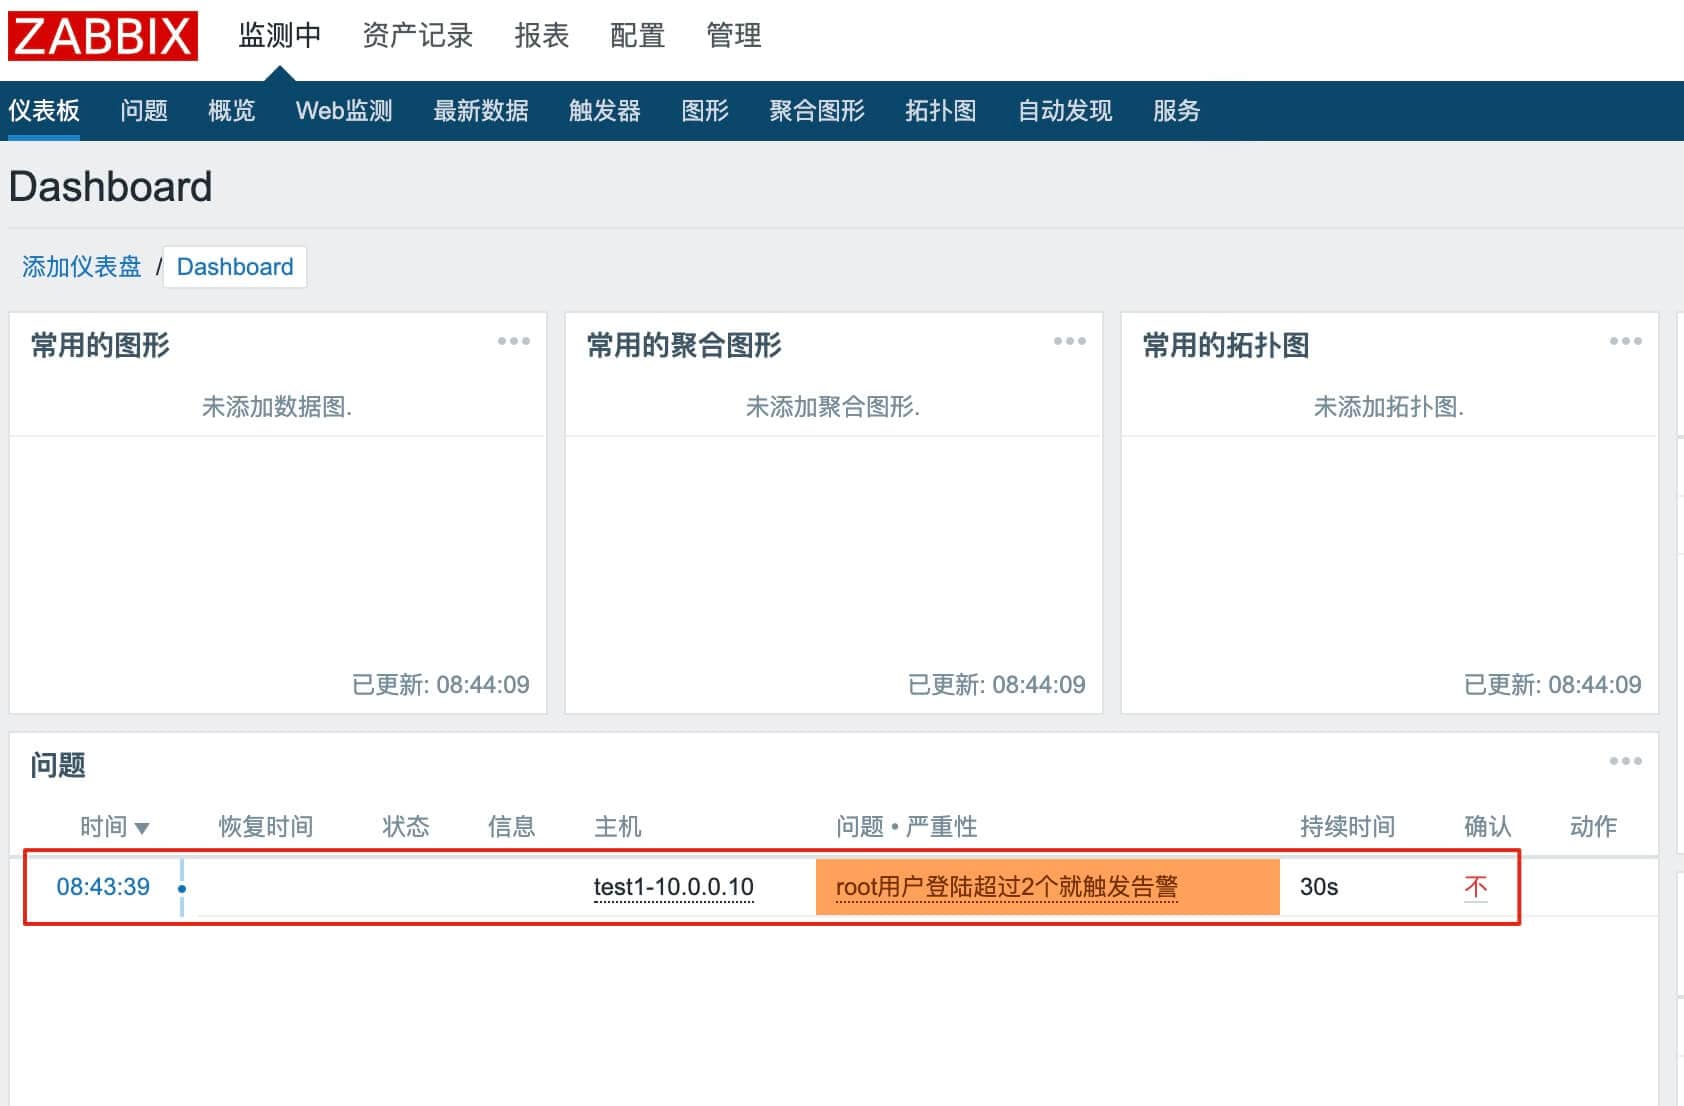 ZABBIX 监测中 资产记录 报表 配置 管理
仪表板 问题 概览 Web监测 最新数据 触发器 图形 聚合图形 拓扑图 自动发现 服务
Dashboard
添加仪表盘 / Dashboard
常用的图形
未添加数据图.
已更新: 08:44:09
常用的聚合图形
未添加聚合图形.
已更新: 08:44:09
常用的拓扑图
未添加拓扑图.
已更新: 08:44:09
问题
时间▼ 恢复时间 状态 信息 主机 问题 • 严重性 持续时间 确认 动作
08:43:39 test1-10.0.0.10 root用户登陆超过2个就触发告警 30s 不